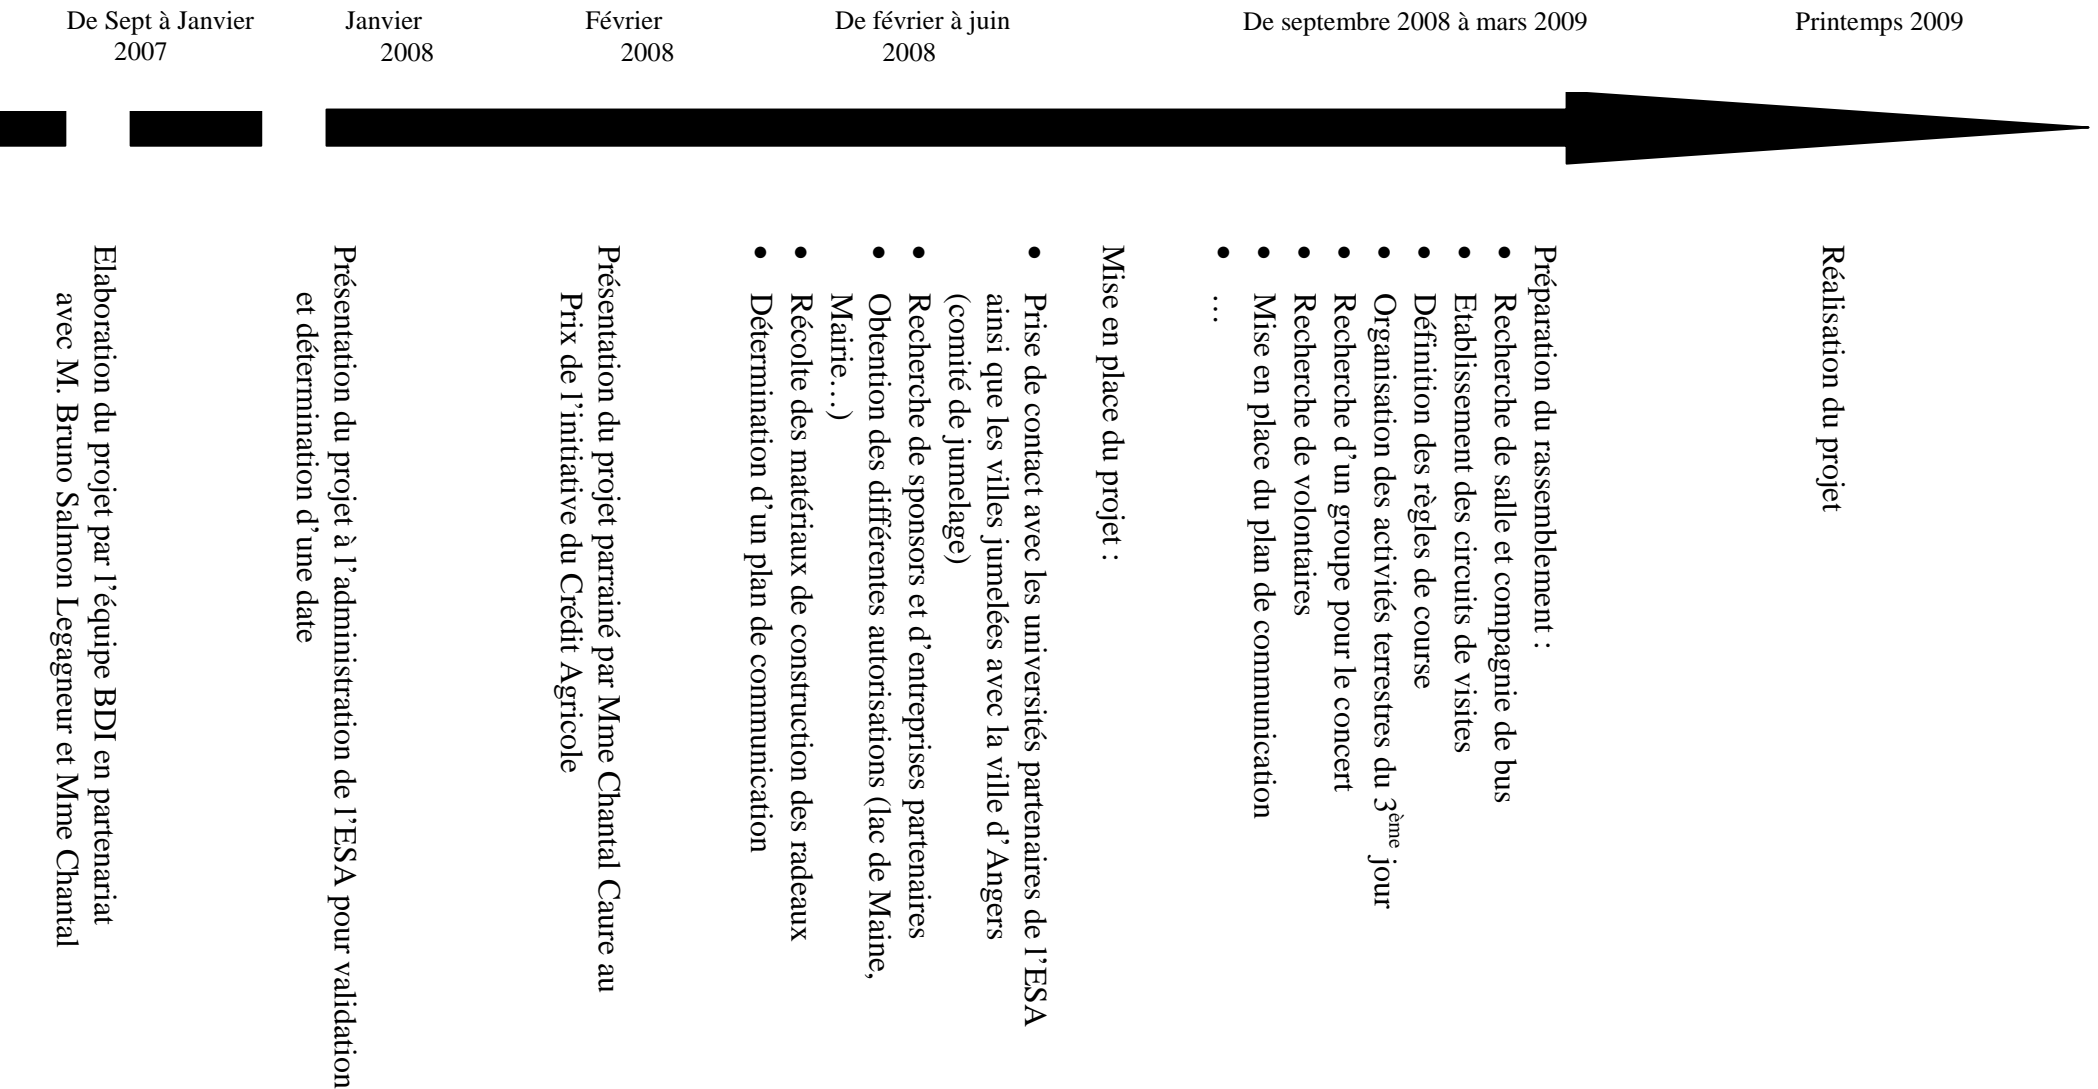 De Sept à Janvier
2007
Janvier
2008
Février
2008
De février à juin
2008
De septembre 2008 à mars 2009
Printemps 2009
Elaboration du projet par l’équipe BDI en partenariat
avec M. Bruno Salmon Legagneur et Mme Chantal
Présentation du projet à l’administration de l’ESA pour validation
et détermination d’une date
Présentation du projet parrainé par Mme Chantal Caure au
Prix de l’initiative du Crédit Agricole
Mise en place du projet :
• Prise de contact avec les universités partenaires de l’ESA
ainsi que les villes jumelées avec la ville d’Angers
(comité de jumelage)
• Recherche de sponsors et d’entreprises partenaires
• Obtention des différentes autorisations (lac de Maine,
Mairie…)
• Récolte des matériaux de construction des radeaux
• Détermination d’un plan de communication
Préparation du rassemblement :
• Recherche de salle et compagnie de bus
• Etablissement des circuits de visites
• Définition des règles de course
• Organisation des activités terrestres du 3ème jour
• Recherche d’un groupe pour le concert
• Recherche de volontaires
• Mise en place du plan de communication
• …
Réalisation du projet